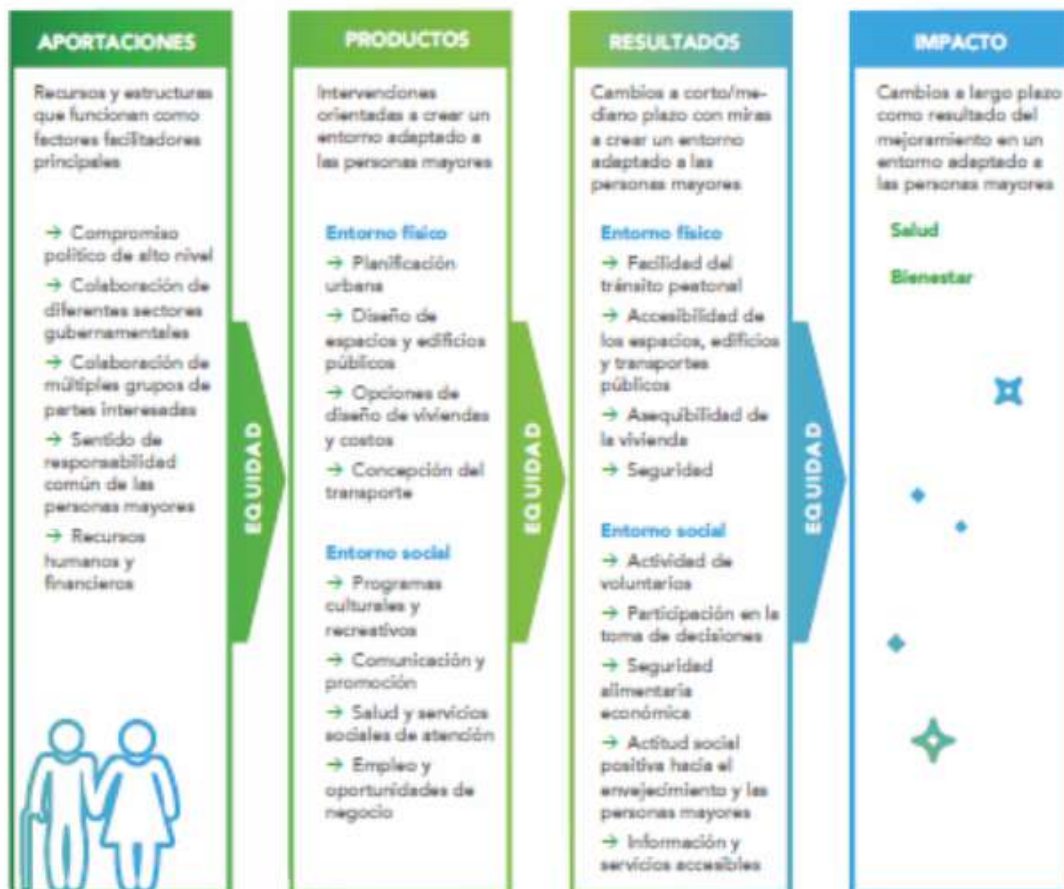 APORTACIONES
Recursos y estructuras
que funcionan como
factores facilitadores
principales
→ Compromiso
político de alto nivel
→ Colaboración de
diferentes sectores
gubernamentales
→ Colaboración de
múltiples grupos de
partes interesadas
→ Sentido de
responsabilidad
común de las
personas mayores
→ Recursos
humanos y
financieros
EQUIDAD
PRODUCTOS
Intervenciones
orientadas a crear un
entorno adaptado a
las personas mayores
Entorno físico
→ Planificación
urbana
→ Diseño de
espacios y edificios
públicos
→ Opciones de
diseño de viviendas
y costos
→ Concepción del
transporte
Entorno social
→ Programas
culturales y
recreativos
→ Comunicación y
promoción
→ Salud y servicios
sociales de atención
→ Empleo y
oportunidades de
negocio
EQUIDAD
RESULTADOS
Cambios a corto/me-
diano plazo con miras
a crear un entorno
adaptado a las
personas mayores
Entorno físico
→ Facilidad del
tránsito peatonal
→ Accesibilidad de
los espacios, edificios
y transportes
públicos
→ Asequibilidad de
la vivienda
→ Seguridad
Entorno social
→ Actividad de
voluntarios
→ Participación en la
toma de decisiones
→ Seguridad
alimentaria
económica
→ Actitud social
positiva hacia el
envejecimiento y las
personas mayores
→ Información y
servicios accesibles
EQUIDAD
IMPACTO
Cambios a largo plazo
como resultado del
mejoramiento en un
entorno adaptado a
las personas mayores
Salud
Bienestar